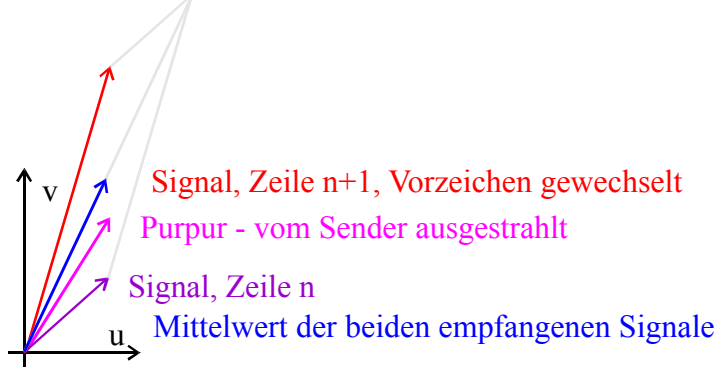 Signal, Zeile n+1, Vorzeichen gewechselt
v
Purpur - vom Sender ausgestrahlt
Signal, Zeile n
u
Mittelwert der beiden empfangenen Signale